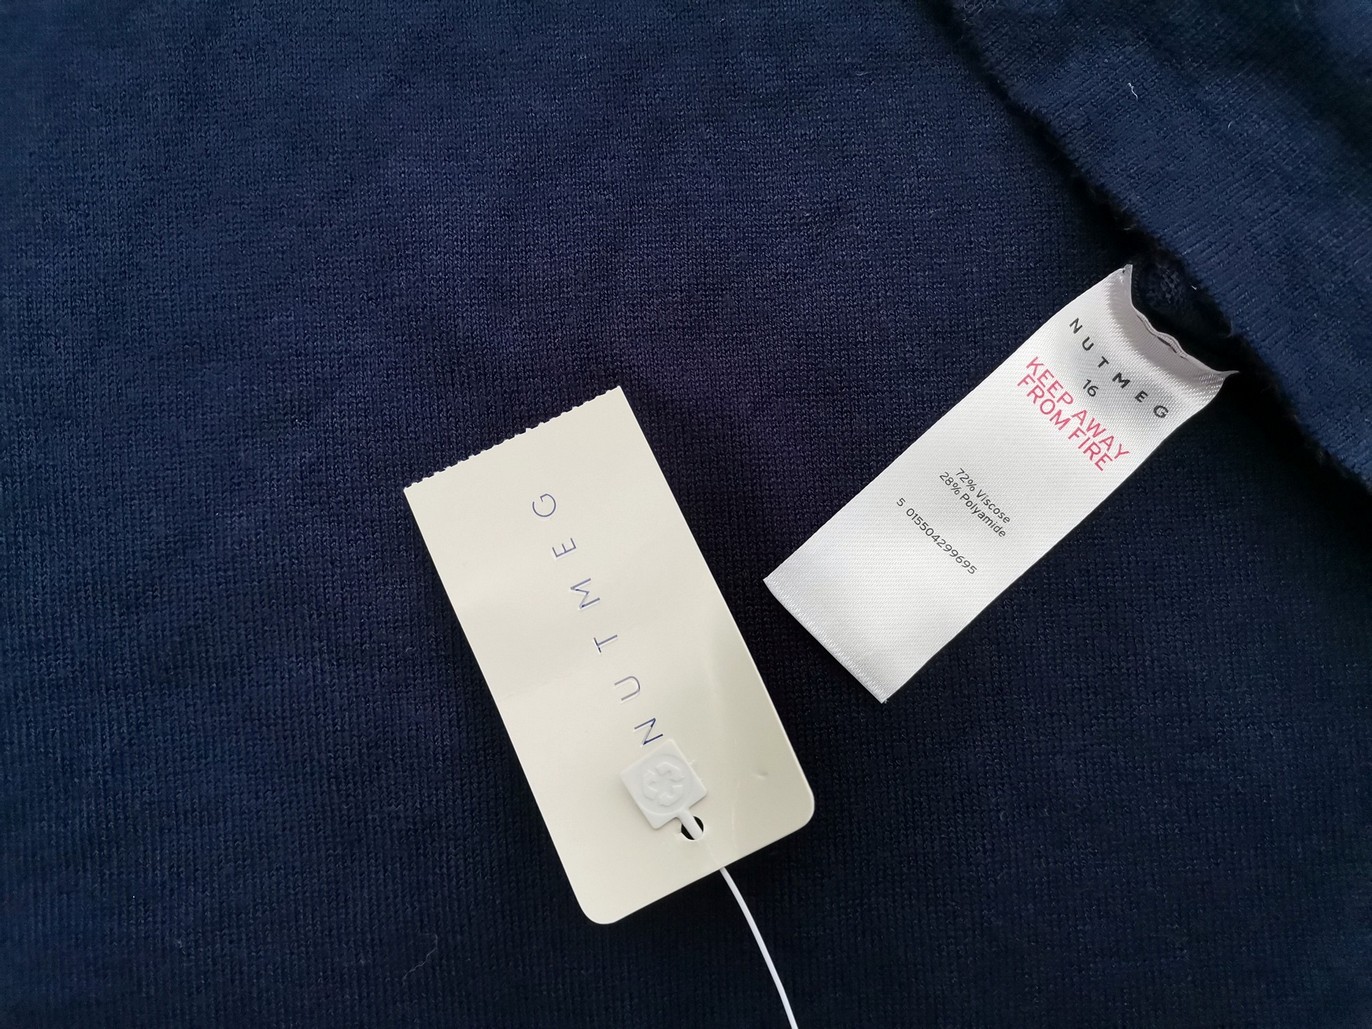 NUTMEG
NUTMEG
16
KEEP AWAY
FROM FIRE
72% Viscose
28% Polyamide
5 015504299695